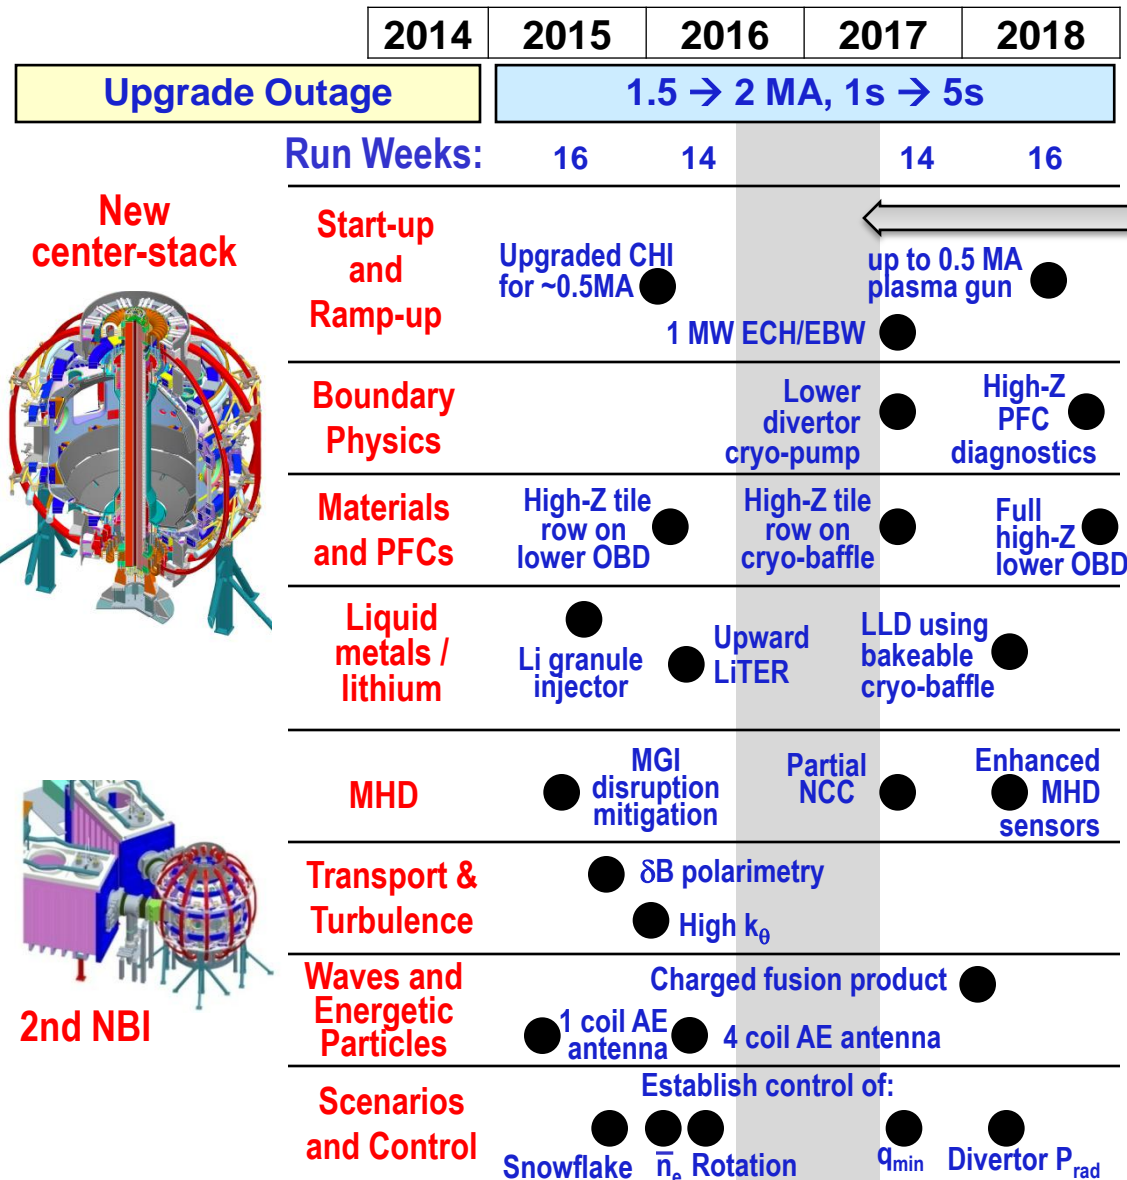 2014 2015 2016 2017 2018
Upgrade Outage
1.5 → 2 MA, 1s → 5s
Run Weeks: 16 14 14 16
New
center-stack
2nd NBI
Start-up
and
Ramp-up
Upgraded CHI
for ~0.5MA
up to 0.5 MA
plasma gun
1 MW ECH/EBW
Boundary
Physics
Lower
divertor
cryo-pump
High-Z
PFC
diagnostics
Materials
and PFCs
High-Z tile
row on
lower OBD
High-Z tile
row on
cryo-baffle
Full
high-Z
lower OBD
Liquid
metals /
lithium
Li granule
injector
Upward
LiTER
LLD using
bakeable
cryo-baffle
MHD
MGI
disruption
mitigation
Partial
NCC
Enhanced
MHD
sensors
Transport &
Turbulence
δB polarimetry
High kθ
Waves and
Energetic
Particles
Charged fusion product
1 coil AE
antenna
4 coil AE antenna
Scenarios
and Control
Establish control of:
Snowflake n̅e Rotation qmin Divertor Prad